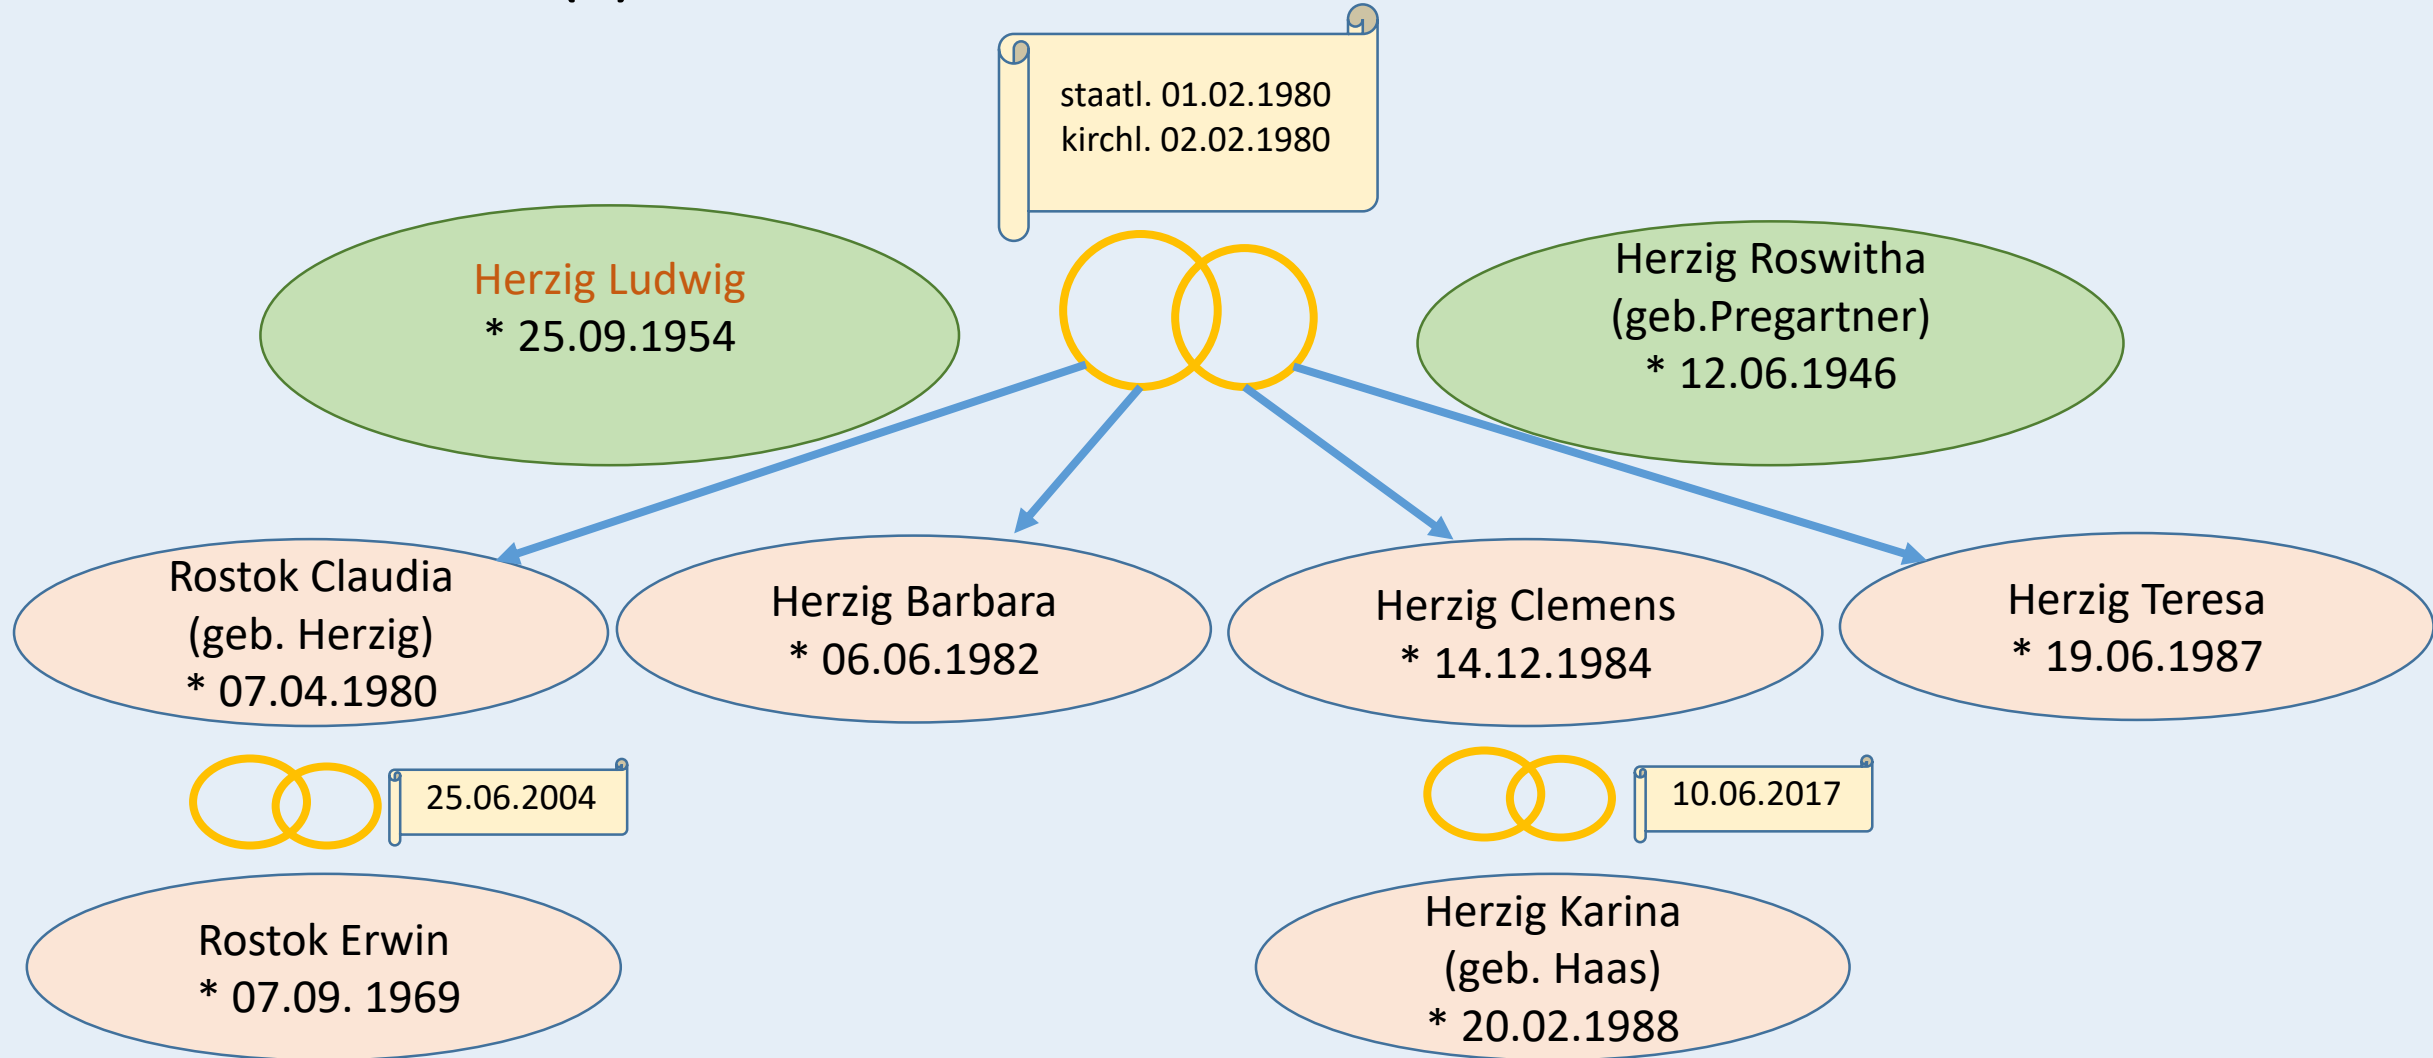 staatl. 01.02.1980
kirchl. 02.02.1980
Herzig Ludwig
* 25.09.1954
Herzig Roswitha
(geb.Pregartner)
* 12.06.1946
Rostok Claudia
(geb. Herzig)
* 07.04.1980
Herzig Barbara
* 06.06.1982
Herzig Clemens
* 14.12.1984
Herzig Teresa
* 19.06.1987
25.06.2004
10.06.2017
Rostok Erwin
* 07.09. 1969
Herzig Karina
(geb. Haas)
* 20.02.1988